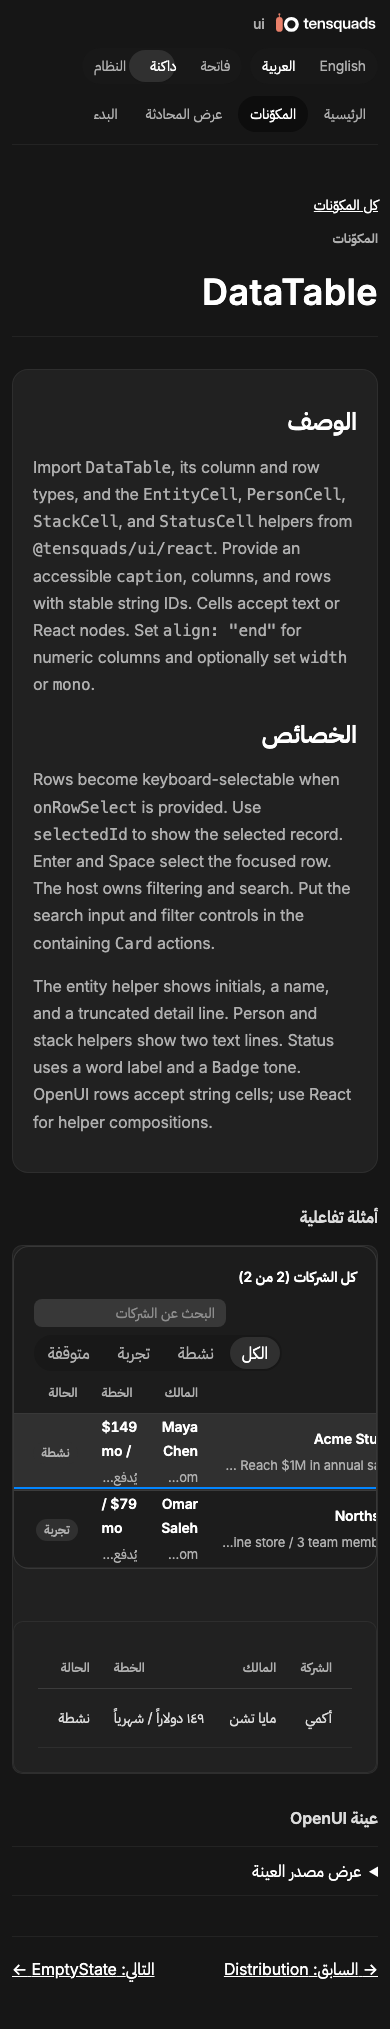 tensquads ui
English العربية فاتحة داكنة النظام
الرئيسية المكوّنات عرض المحادثة البدء
كل المكوّنات
المكوّنات
DataTable
الوصف
Import DataTable, its column and row
types, and the EntityCell, PersonCell,
StackCell, and StatusCell helpers from
@tensquads/ui/react. Provide an
accessible caption, columns, and rows
with stable string IDs. Cells accept text or
React nodes. Set align: "end" for
numeric columns and optionally set width
or mono.
الخصائص
Rows become keyboard-selectable when
onRowSelect is provided. Use
selectedId to show the selected record.
Enter and Space select the focused row.
The host owns filtering and search. Put the
search input and filter controls in the
containing Card actions.
The entity helper shows initials, a name,
and a truncated detail line. Person and
stack helpers show two text lines. Status
uses a word label and a Badge tone.
OpenUI rows accept string cells; use React
for helper compositions.
أمثلة تفاعلية
كل الشركات (2 من 2)
البحث عن الشركات
الكل نشطة تجربة متوقفة
المالك الخطة الحالة
Acme Stu
Reach $1M in annual sa ...
Maya
Chen
...om
$149
/ mo
يُدفع...
نشطة
Norths
...ine store / 3 team memb
Omar
Saleh
...om
$79 /
mo
يُدفع...
تجربة
الشركة المالك الخطة الحالة
أكمي مايا تشن ١٤٩ دولاراً / شهرياً نشطة
عينة OpenUI
◀ عرض مصدر العينة
→ السابق: Distribution
التالي: EmptyState ←